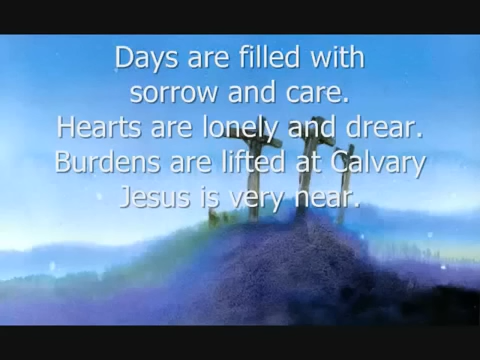 Days are filled with
sorrow and care.
Hearts are lonely and drear.
Burdens are lifted at Calvary
Jesus is very near.